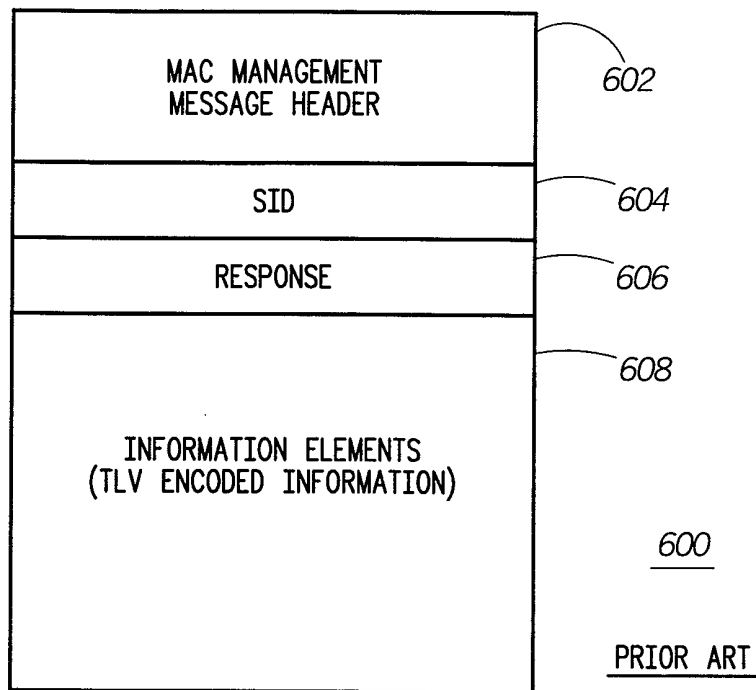 MAC MANAGEMENT
MESSAGE HEADER
602
SID
604
RESPONSE
606
608
INFORMATION ELEMENTS
(TLV ENCODED INFORMATION)
600
PRIOR ART